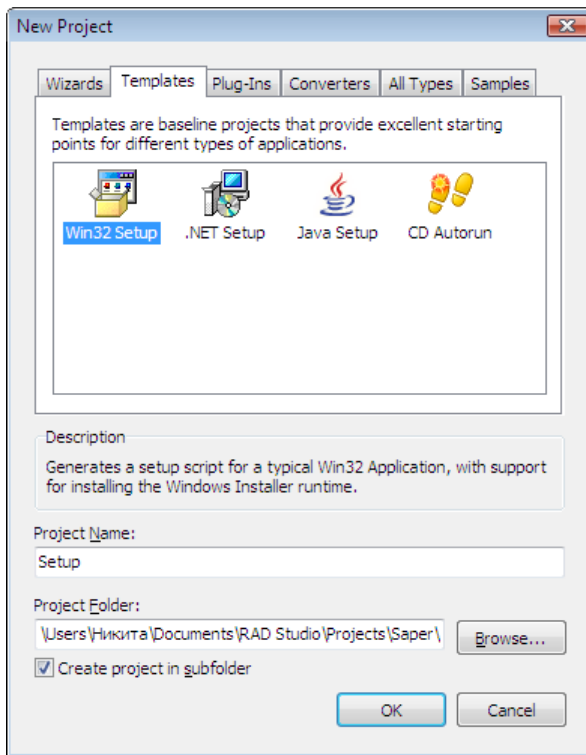 New Project
Wizards Templates Plug-Ins Converters All Types Samples
Templates are baseline projects that provide excellent starting
points for different types of applications.
Win32 Setup .NET Setup Java Setup CD Autorun
Description
Generates a setup script for a typical Win32 Application, with support
for installing the Windows Installer runtime.
Project Name:
Setup
Project Folder:
\Users\Никита\Documents\RAD Studio\Projects\Saper\
Browse...
Create project in subfolder
OK Cancel